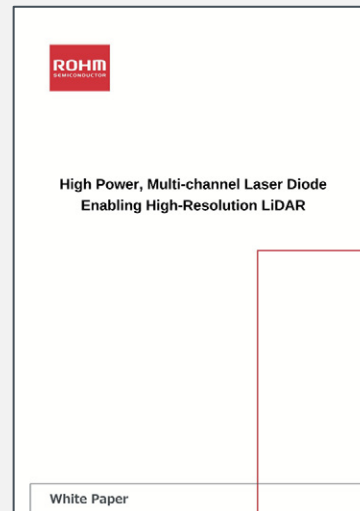 ROHM
SEMICONDUCTOR
High Power, Multi-channel Laser Diode
Enabling High-Resolution LiDAR
White Paper